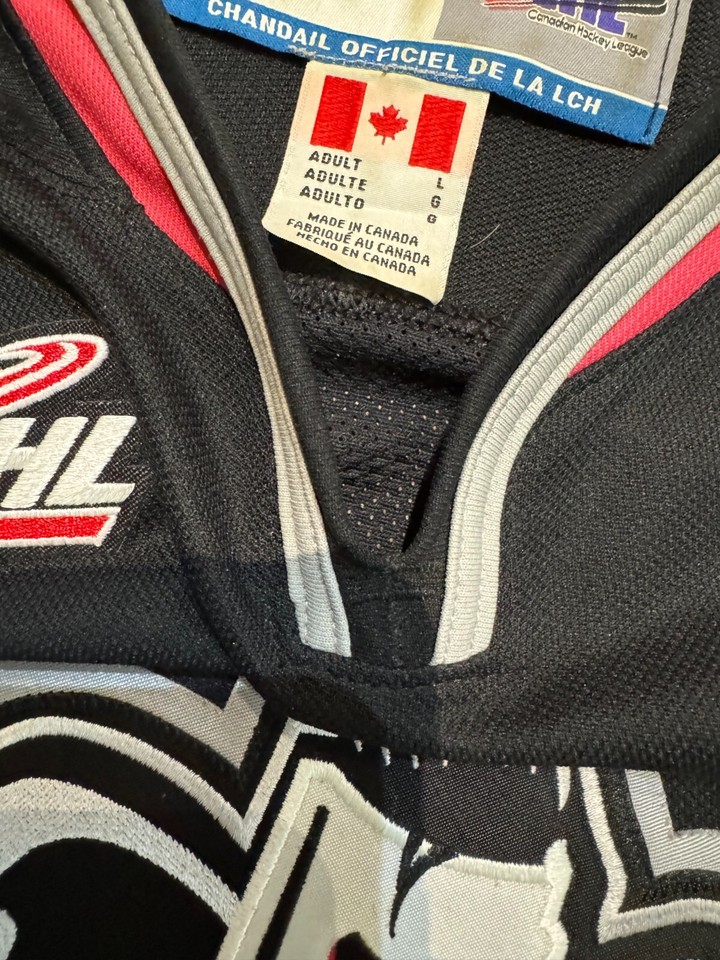 HL
Canadian Hockey League
CHANDAIL OFFICIEL DE LA LCH
ADULT L
ADULTE G
ADULTO G
MADE IN CANADA
FABRIQUÉ AU CANADA
HECHO EN CANADA
HL